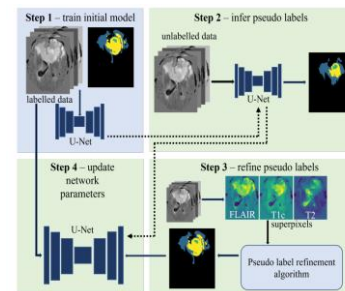 Step 1 – train initial model
labelled data
U-Net
Step 2 – infer pseudo labels
unlabelled data
U-Net
Step 4 – update
network
parameters
U-Net
Step 3 – refine pseudo labels
FLAIR T1c T2
superpixels
Pseudo label refinement
algorithm